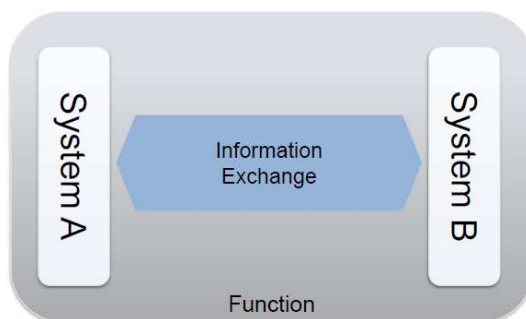 System A
Information
Exchange
System B
Function